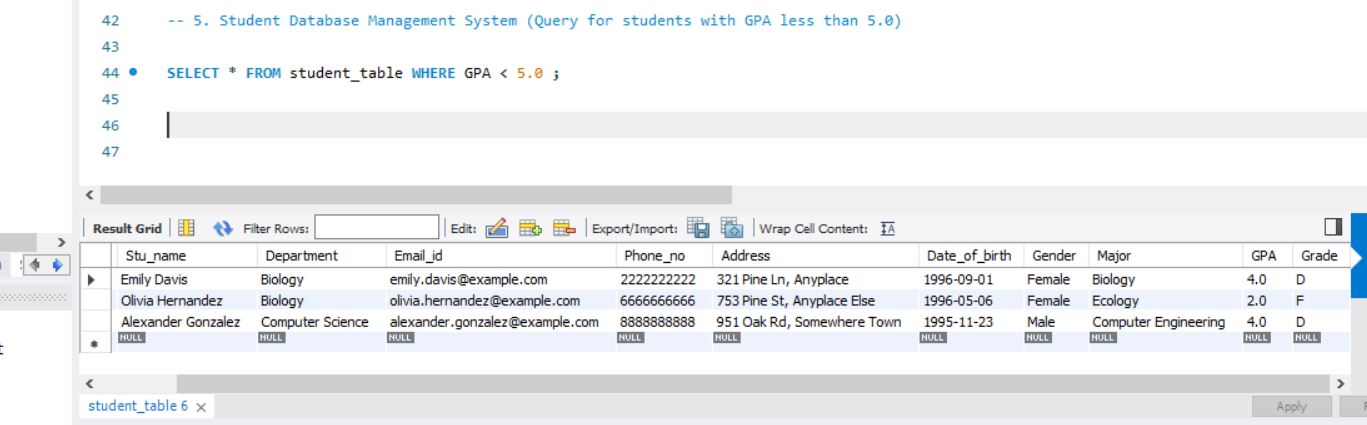 42 -- 5. Student Database Management System (Query for students with GPA less than 5.0)
43
44 SELECT * FROM student_table WHERE GPA < 5.0 ;
45
46
47
Result Grid Filter Rows: Edit: Export/Import: Wrap Cell Content:
Stu_name Department Email_id Phone_no Address Date_of_birth Gender Major GPA Grade
Emily Davis Biology emily.davis@example.com 2222222222 321 Pine Ln, Anyplace 1996-09-01 Female Biology 4.0 D
Olivia Hernandez Biology olivia.hernandez@example.com 6666666666 753 Pine St, Anyplace Else 1996-05-06 Female Ecology 2.0 F
Alexander Gonzalez Computer Science alexander.gonzalez@example.com 8888888888 951 Oak Rd, Somewhere Town 1995-11-23 Male Computer Engineering 4.0 D
NULL NULL NULL NULL NULL NULL NULL NULL NULL NULL
student_table 6 Apply